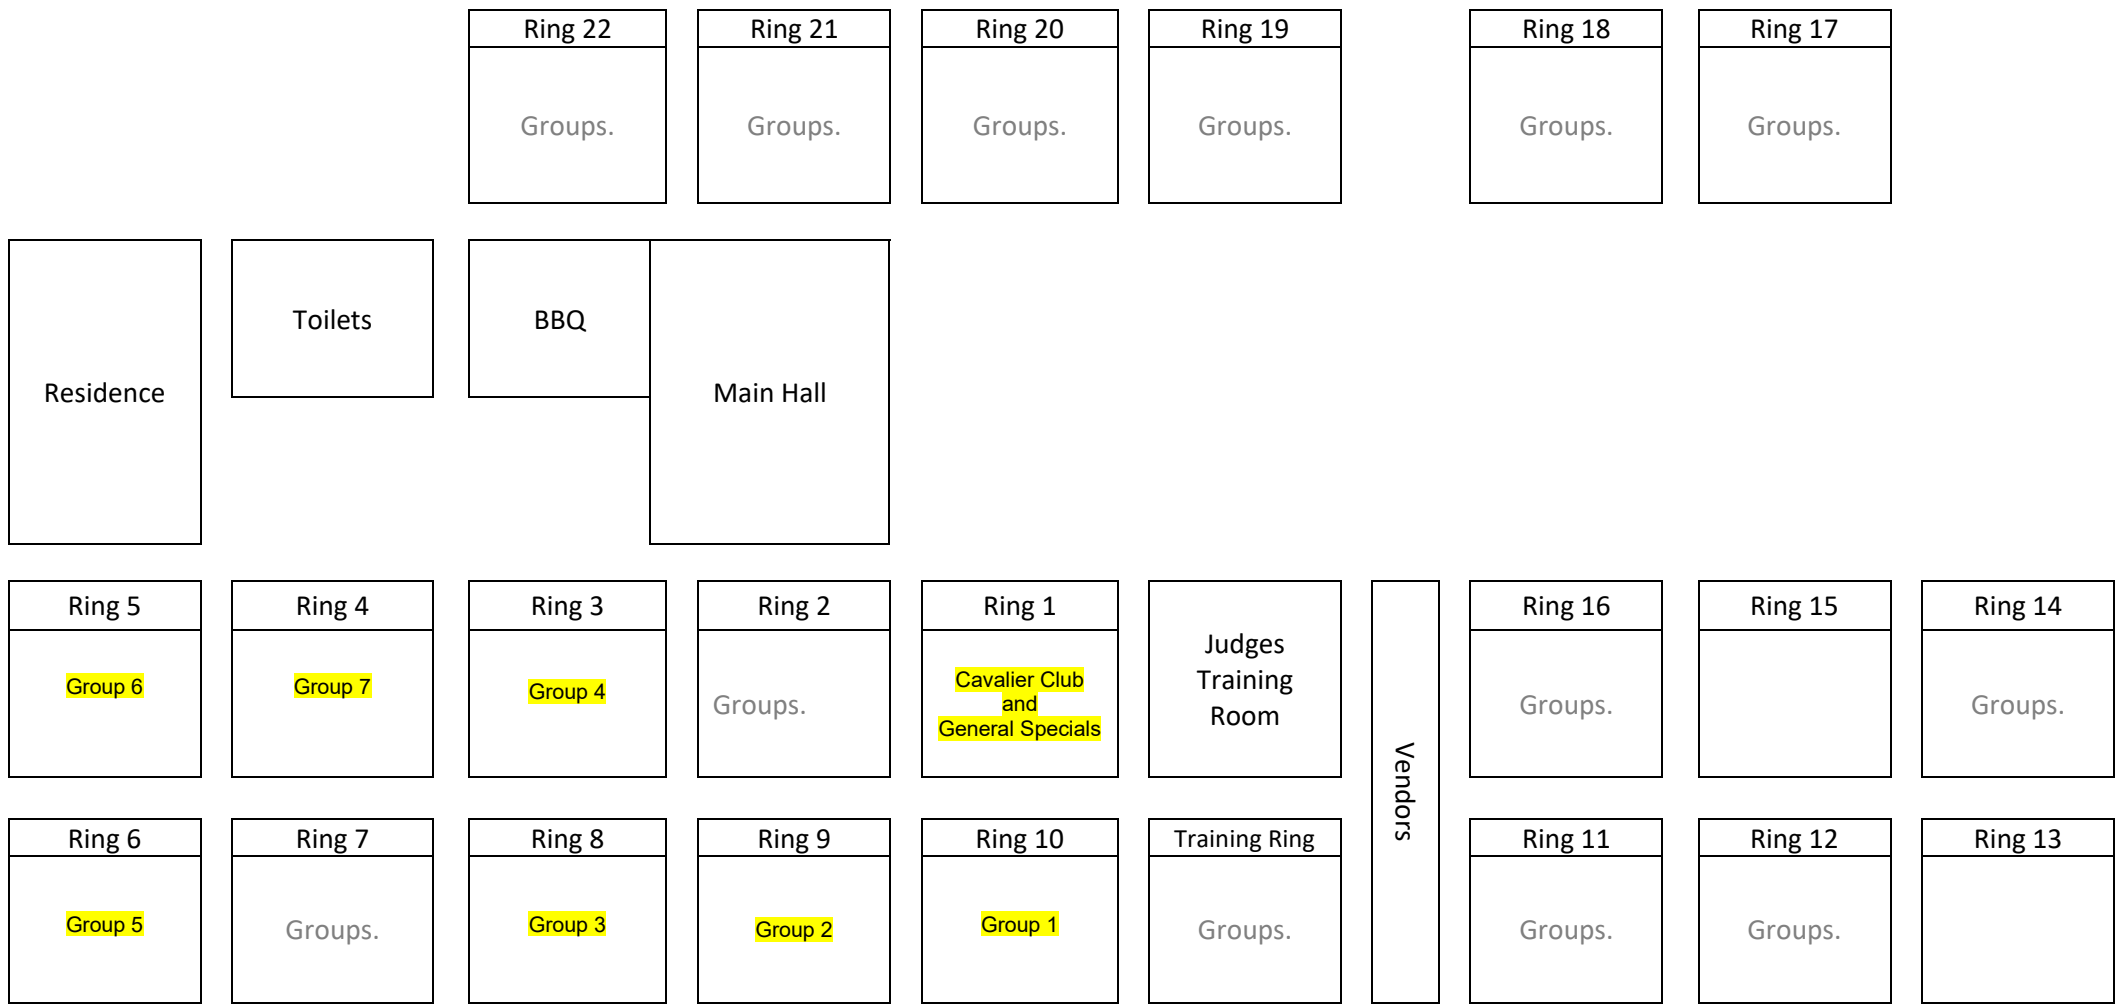 Ring 22
Ring 21
Ring 20
Ring 19
Ring 18
Ring 17
Groups.
Groups.
Groups.
Groups.
Groups.
Groups.
Residence
Toilets
BBQ
Main Hall
Ring 5
Ring 4
Ring 3
Ring 2
Ring 1
Judges
Training
Room
Vendors
Ring 16
Ring 15
Ring 14
Group 6
Group 7
Group 4
Groups.
Cavalier Club
and
General Specials
Groups.
Groups.
Ring 6
Ring 7
Ring 8
Ring 9
Ring 10
Training Ring
Ring 11
Ring 12
Ring 13
Group 5
Groups.
Group 3
Group 2
Group 1
Groups.
Groups.
Groups.